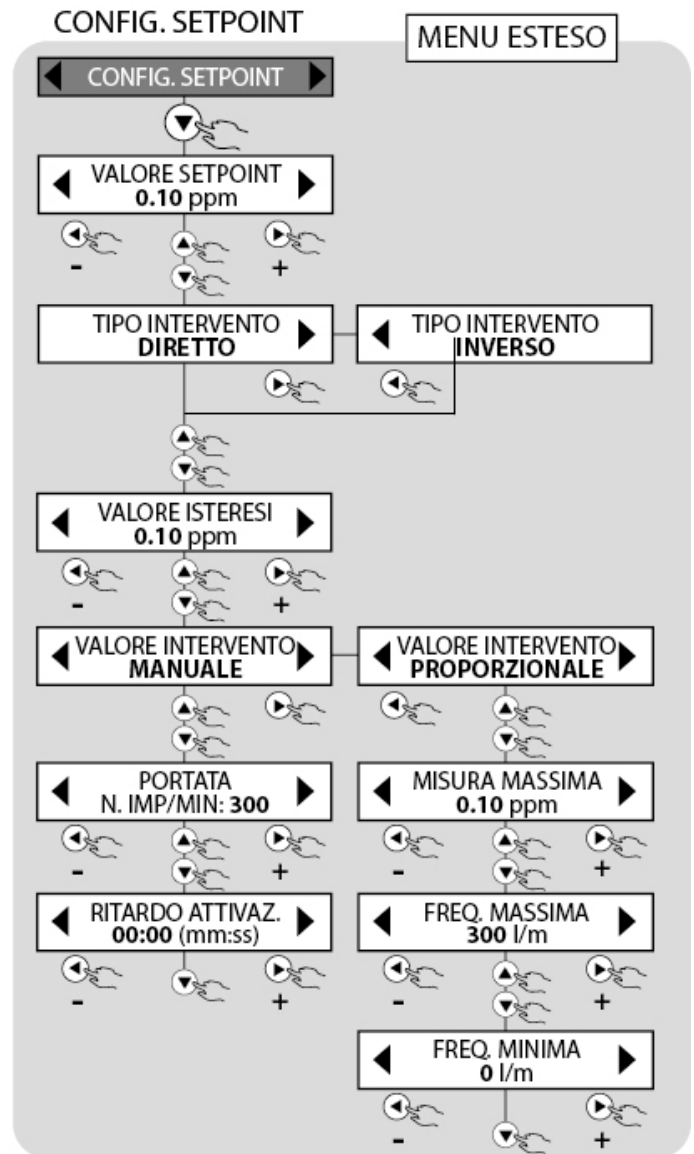 CONFIG. SETPOINT
MENU ESTESO
CONFIG. SETPOINT
VALORE SETPOINT
0.10 ppm
- +
TIPO INTERVENTO
DIRETTO
TIPO INTERVENTO
INVERSO
VALORE ISTERESI
0.10 ppm
- +
VALORE INTERVENTO
MANUALE
VALORE INTERVENTO
PROPORZIONALE
PORTATA
N. IMP/MIN: 300
- +
MISURA MASSIMA
0.10 ppm
- +
RITARDO ATTIVAZ.
00:00 (mm:ss)
- +
FREQ. MASSIMA
300 I/m
- +
FREQ. MINIMA
0 I/m
- +